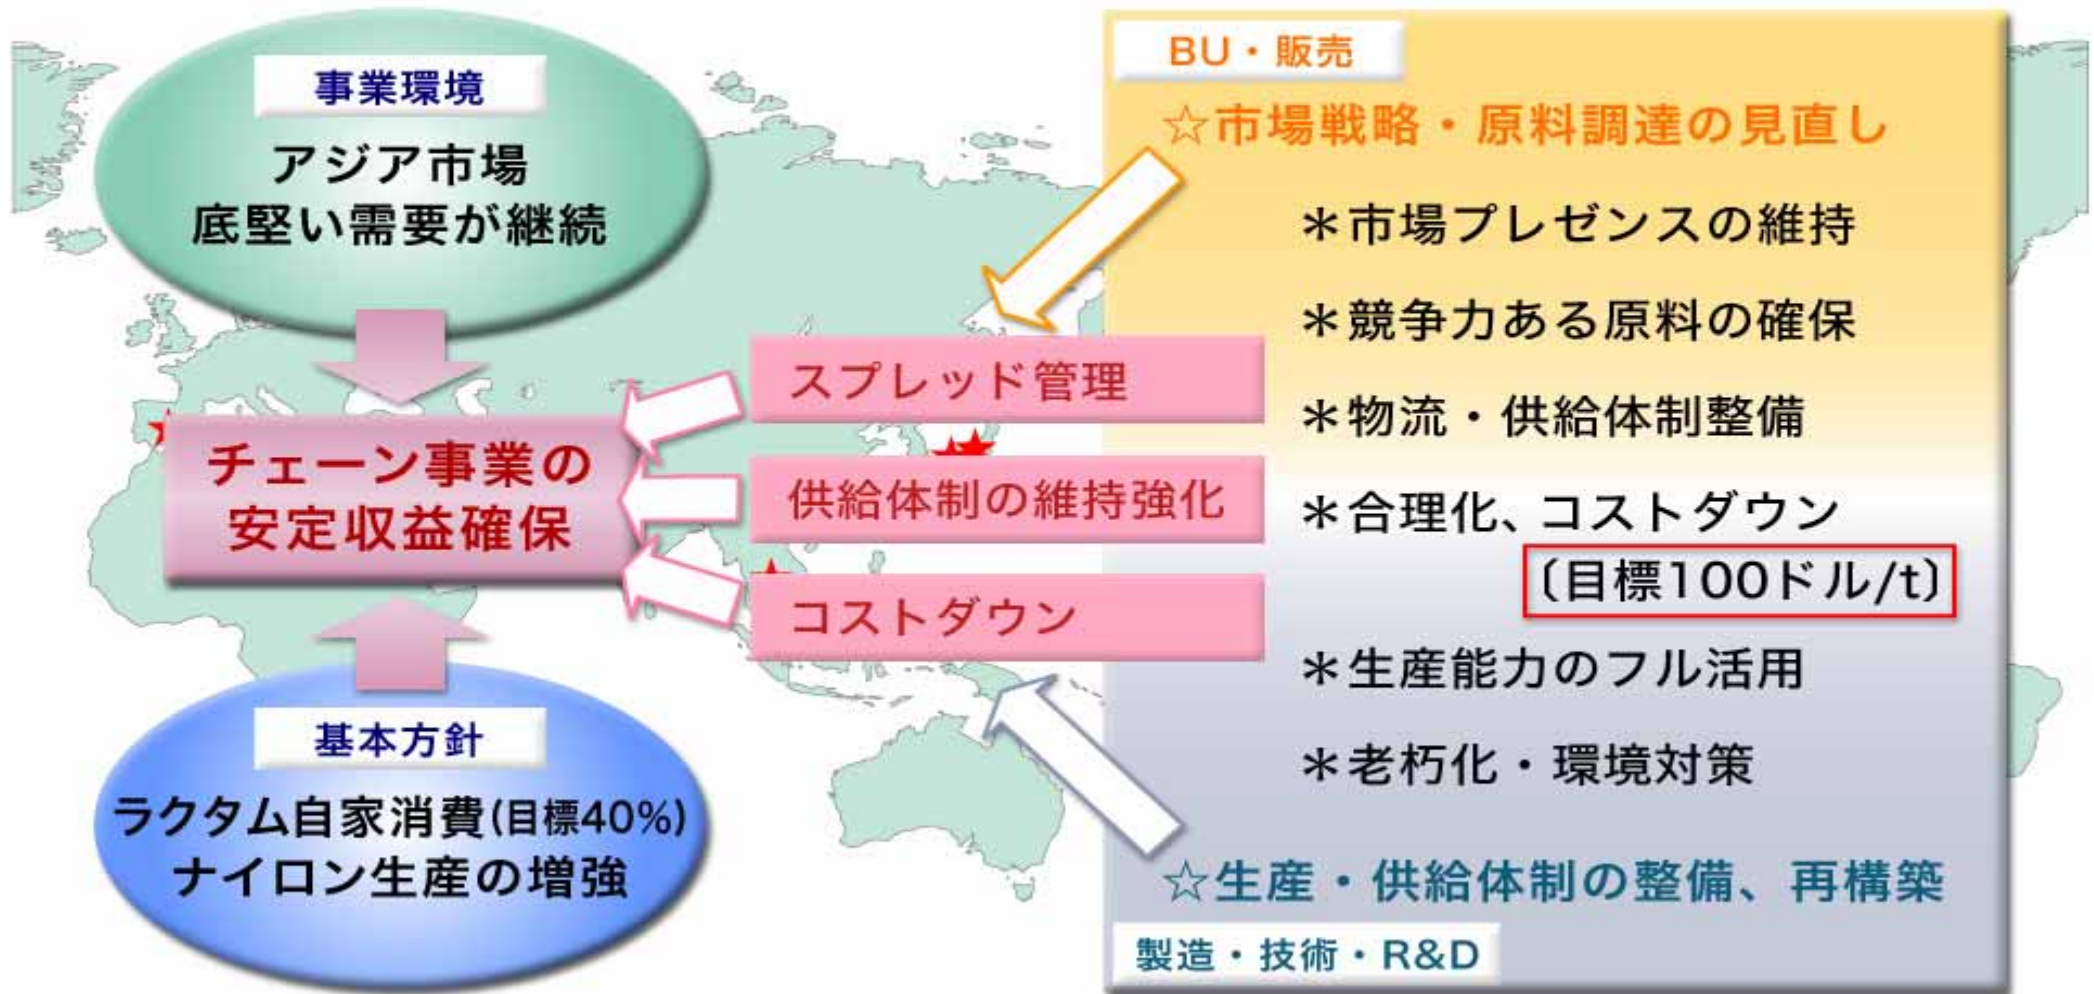 事業環境
アジア市場
底堅い需要が継続
チェーン事業の
安定収益確保
基本方針
ラクタム自家消費(目標40%)
ナイロン生産の増強
スプレッド管理
供給体制の維持強化
コストダウン
BU・販売
☆市場戦略・原料調達の見直し
＊市場プレゼンスの維持
＊競争力ある原料の確保
＊物流・供給体制整備
＊合理化、コストダウン
〔目標100ドル/t〕
＊生産能力のフル活用
＊老朽化・環境対策
☆生産・供給体制の整備、再構築
製造・技術・R&D